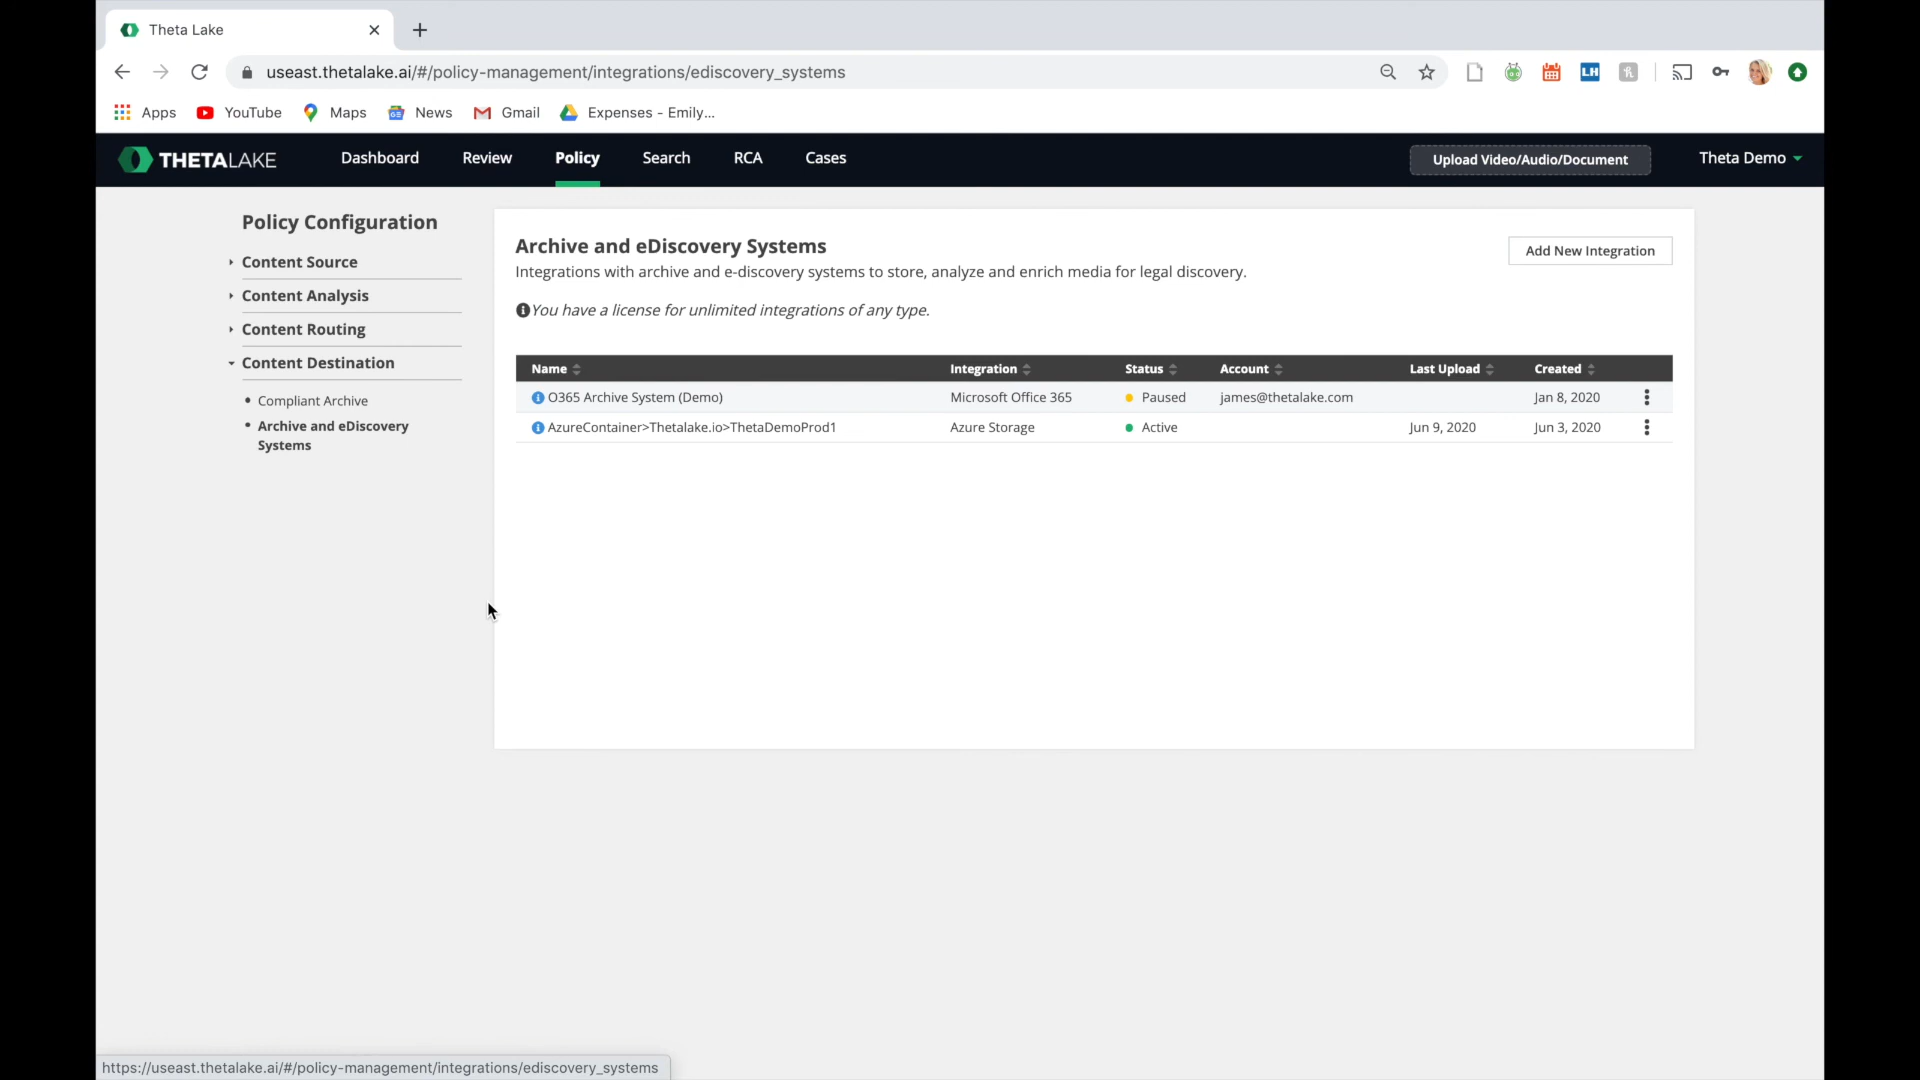 Theta Lake
useast.thetalake.ai/#/policy-management/integrations/ediscovery_systems
LH
Apps YouTube Maps News Gmail Expenses - Emily...
THETALAKE Dashboard Review Policy Search RCA Cases Upload Video/Audio/Document Theta Demo
Policy Configuration
Content Source
Content Analysis
Content Routing
Content Destination
Compliant Archive
Archive and eDiscovery
Systems
Archive and eDiscovery Systems
Add New Integration
Integrations with archive and e-discovery systems to store, analyze and enrich media for legal discovery.
You have a license for unlimited integrations of any type.
Name Integration Status Account Last Upload Created
O365 Archive System (Demo) Microsoft Office 365 Paused james@thetalake.com Jan 8, 2020
AzureContainer>Thetalake.io>ThetaDemoProd1 Azure Storage Active Jun 9, 2020 Jun 3, 2020
https://useast.thetalake.ai/#/policy-management/integrations/ediscovery_systems